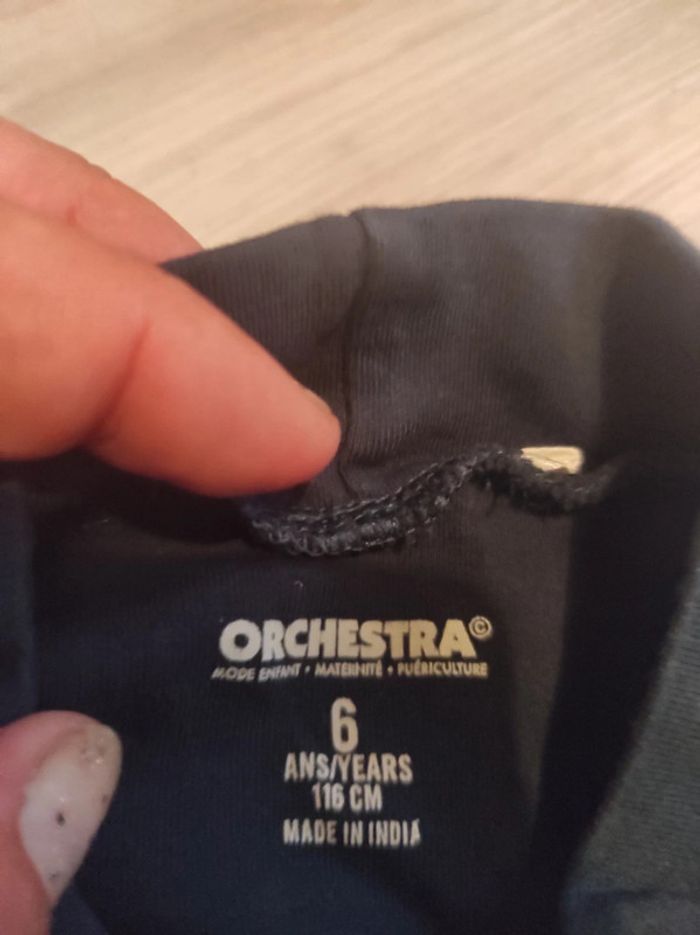 ORCHESTRA©
MODE ENFANT • MATERNITÉ • PUÉRICULTURE
6
ANS/YEARS
116 CM
MADE IN INDIA